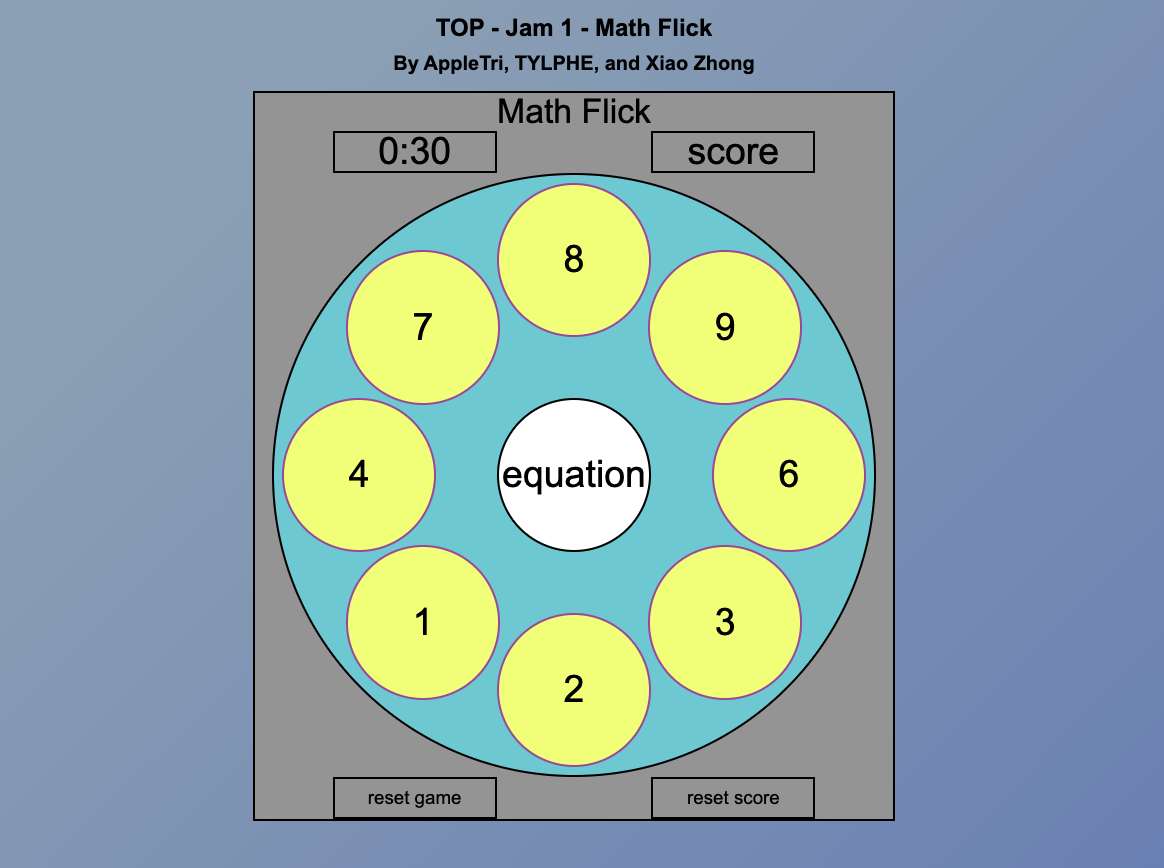 TOP - Jam 1 - Math Flick
By AppleTri, TYLPHE, and Xiao Zhong
Math Flick
0:30 score
8
7 9
4 equation 6
1 3
2
reset game reset score